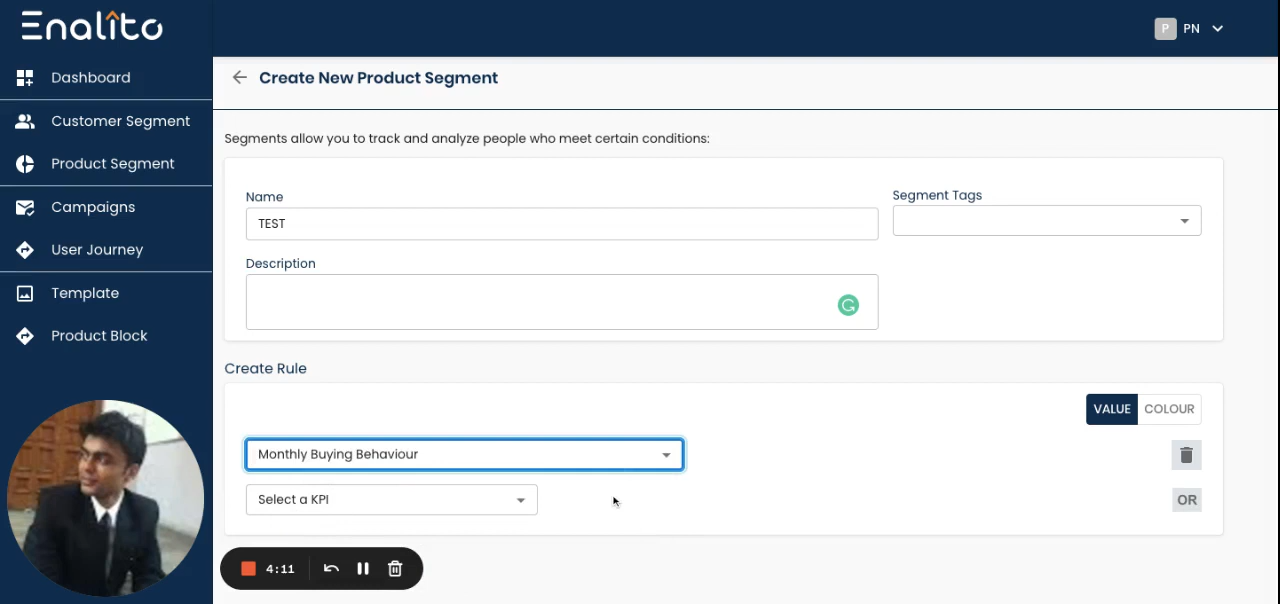 Enalito
P PN
Dashboard
Customer Segment
Product Segment
Campaigns
User Journey
Template
Product Block
Create New Product Segment
Segments allow you to track and analyze people who meet certain conditions:
Name
TEST
Segment Tags
Description
Create Rule
VALUE COLOUR
Monthly Buying Behaviour
Select a KPI
OR
4:11